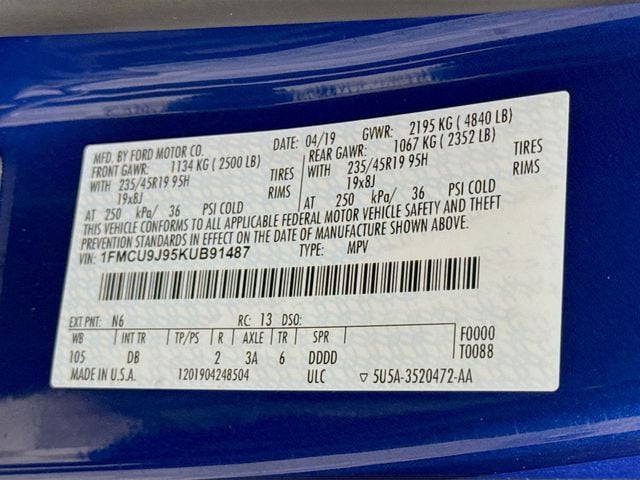 MFD. BY FORD MOTOR CO. DATE: 04/19 GVWR: 2195 KG ( 4840 LB)
FRONT GAWR: 1134 KG ( 2500 LB) REAR GAWR: 1067 KG ( 2352 LB)
WITH 235/45R19 95H TIRES WITH 235/45R19 95H TIRES
19x8J RIMS 19x8J RIMS
AT 250 kPa/ 36 PSI COLD AT 250 kPa/ 36 PSI COLD
THIS VEHICLE CONFORMS TO ALL APPLICABLE FEDERAL MOTOR VEHICLE SAFETY AND THEFT
PREVENTION STANDARDS IN EFFECT ON THE DATE OF MANUFACTURE SHOWN ABOVE.
VIN: 1FMCU9J95KUB91487 TYPE: MPV
EXT PNT: N6 RC: 13 DSO:
WB INT TR TP/PS R AXLE TR SPR F0000
105 DB 2 3A 6 DDDD T0088
MADE IN U.S.A. 1201904248504 ULC ▽ 5U5A-3520472-AA